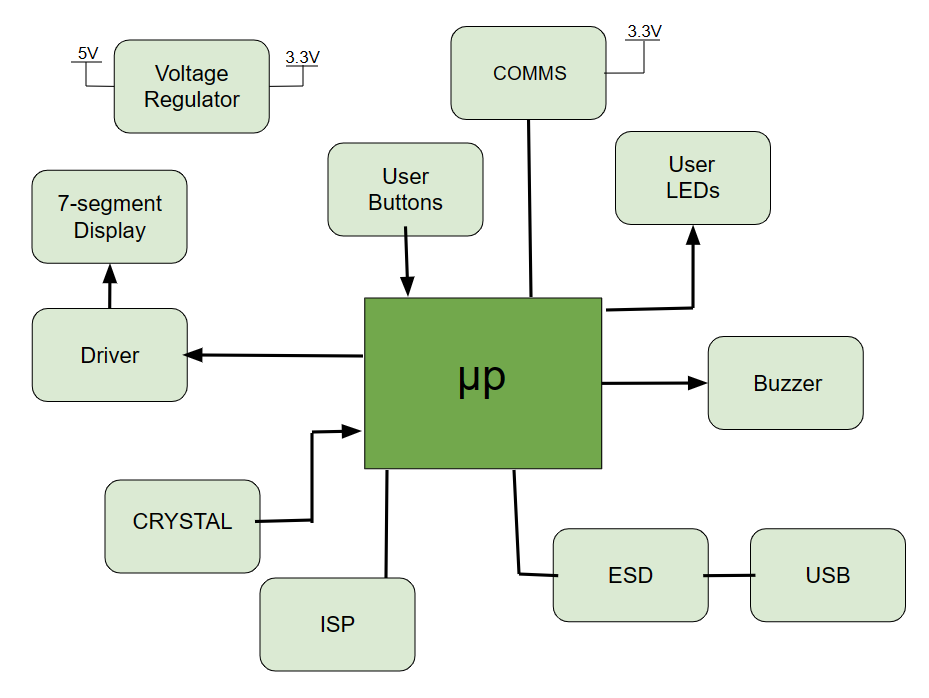 5V
Voltage
Regulator
3.3V
COMMS
3.3V
User
Buttons
User
LEDs
7-segment
Display
Driver
µp
Buzzer
CRYSTAL
ISP
ESD
USB